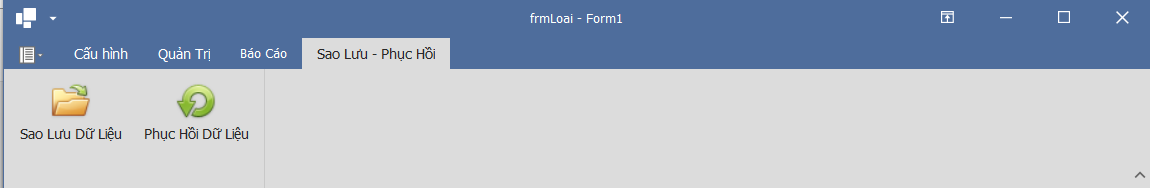 frmLoai - Form1
Cấu hình Quản Trị Báo Cáo Sao Lưu - Phục Hồi
Sao Lưu Dữ Liệu Phục Hồi Dữ Liệu